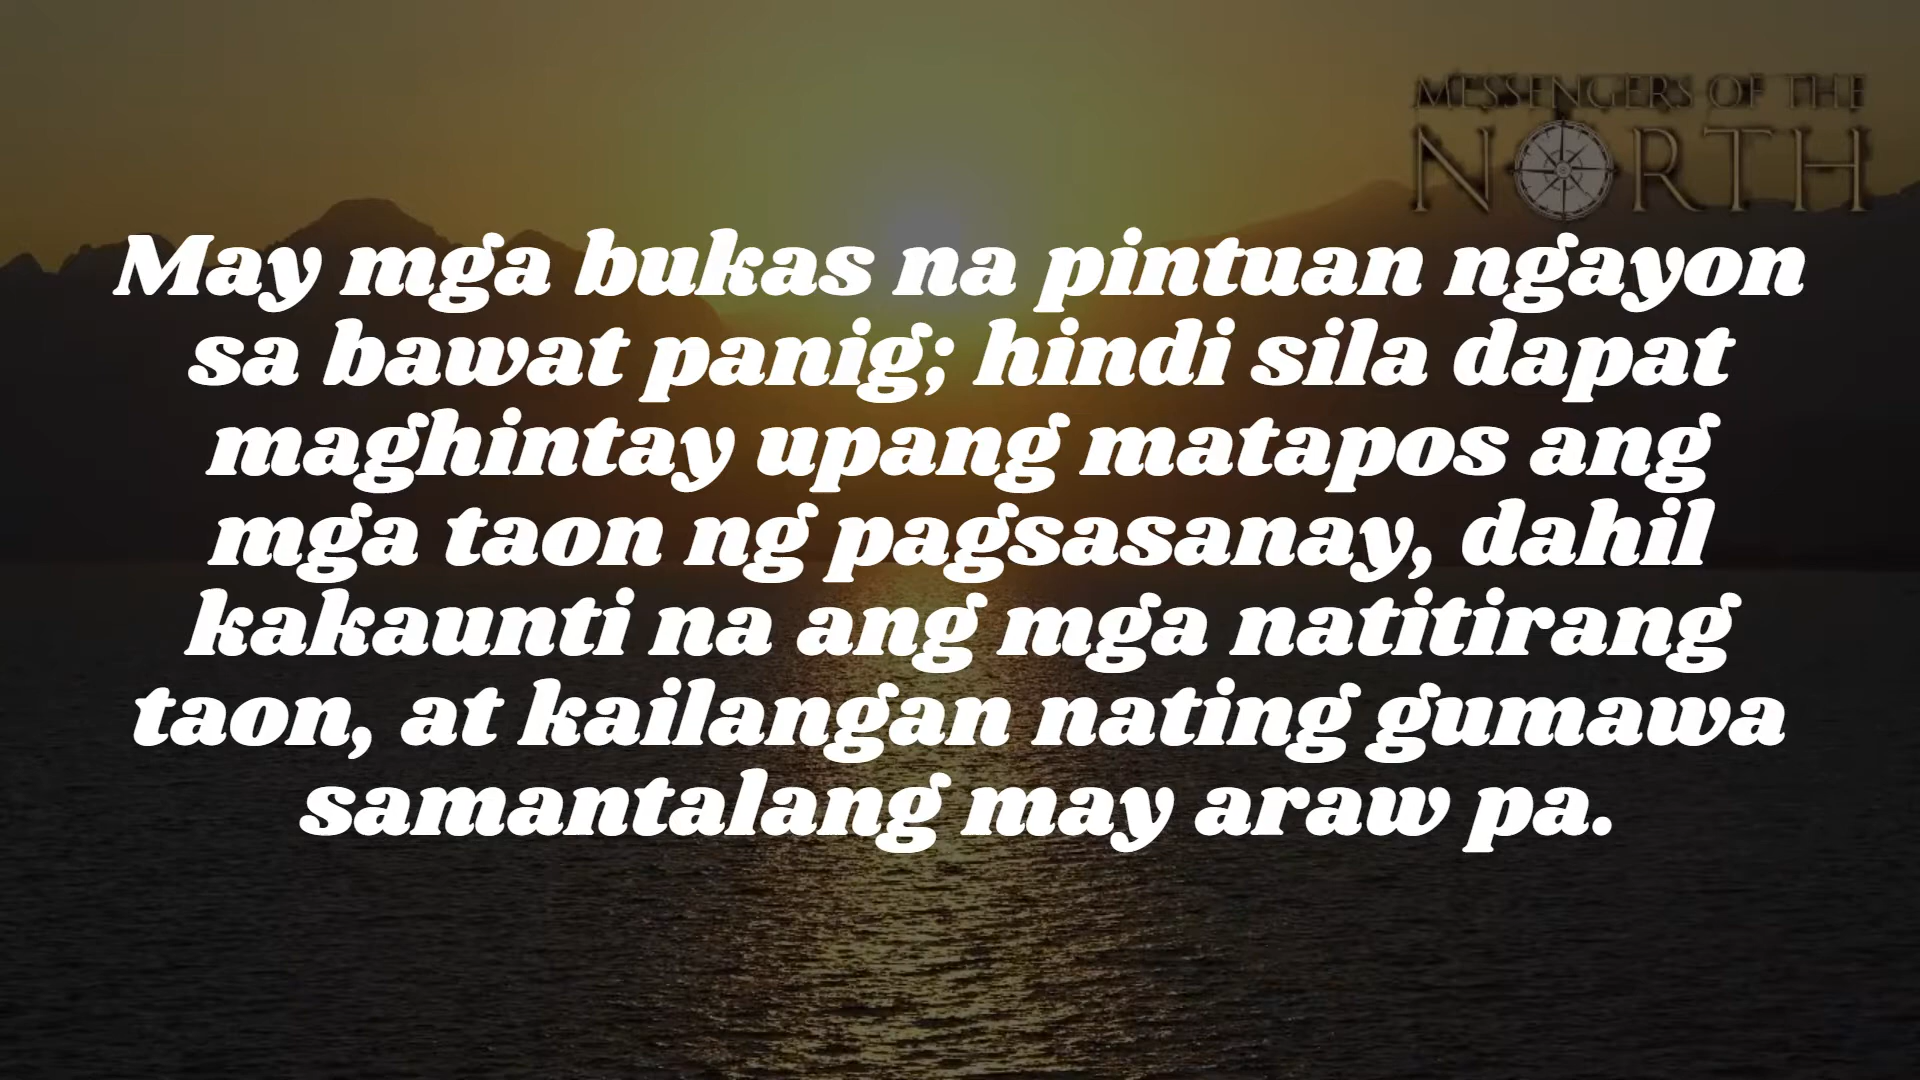 MESSENGERS OF THE
NORTH
May mga bukas na pintuan ngayon
sa bawat panig; hindi sila dapat
maghintay upang matapos ang
mga taon ng pagsasanay, dahil
kakaunti na ang mga natitirang
taon, at kailangan nating gumawa
samantalang may araw pa.